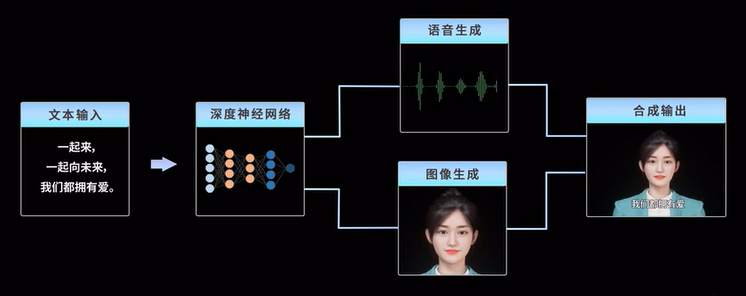 文本输入
一起来,
一起向未来,
我们都拥有爱。
深度神经网络
语音生成
图像生成
合成输出
我们都拥有爱